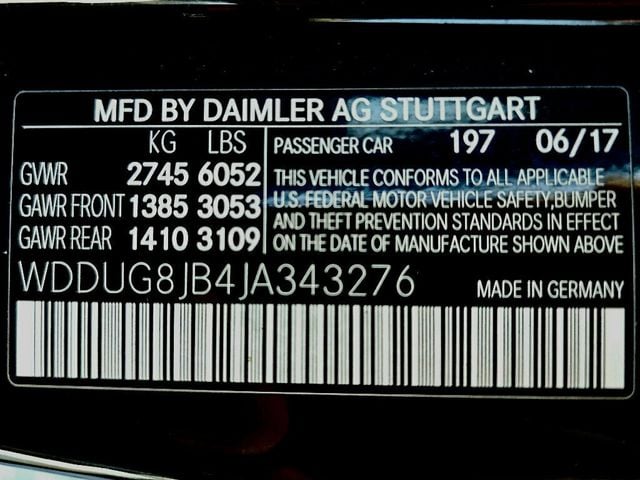 MFD BY DAIMLER AG STUTTGART
KG LBS
GVWR 2745 6052
GAWR FRONT 1385 3053
GAWR REAR 1410 3109
PASSENGER CAR 197 06/17
THIS VEHICLE CONFORMS TO ALL APPLICABLE
U.S. FEDERAL MOTOR VEHICLE SAFETY,BUMPER
AND THEFT PREVENTION STANDARDS IN EFFECT
ON THE DATE OF MANUFACTURE SHOWN ABOVE
WDDUG8JB4JA343276
MADE IN GERMANY